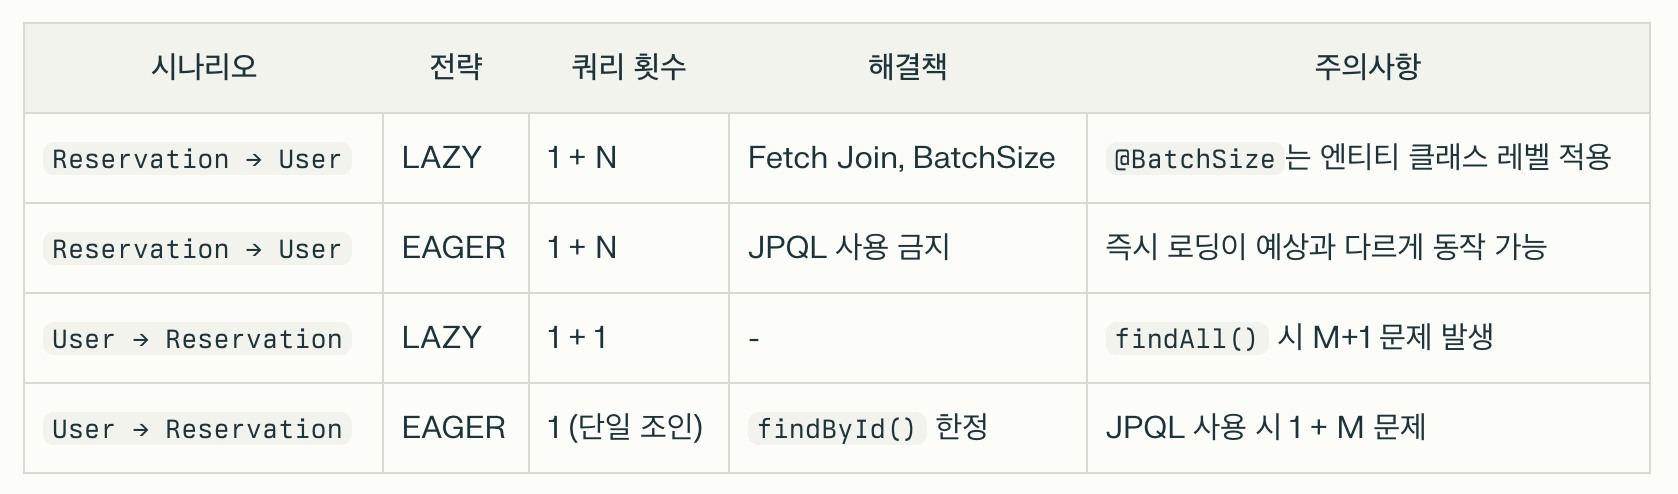 시나리오 전략 쿼리 횟수 해결책 주의사항
Reservation → User LAZY 1 + N Fetch Join, BatchSize @BatchSize는 엔티티 클래스 레벨 적용
Reservation → User EAGER 1 + N JPQL 사용 금지 즉시 로딩이 예상과 다르게 동작 가능
User → Reservation LAZY 1 + 1 - findAll() 시 M+1 문제 발생
User → Reservation EAGER 1 (단일 조인) findById() 한정 JPQL 사용 시 1 + M 문제